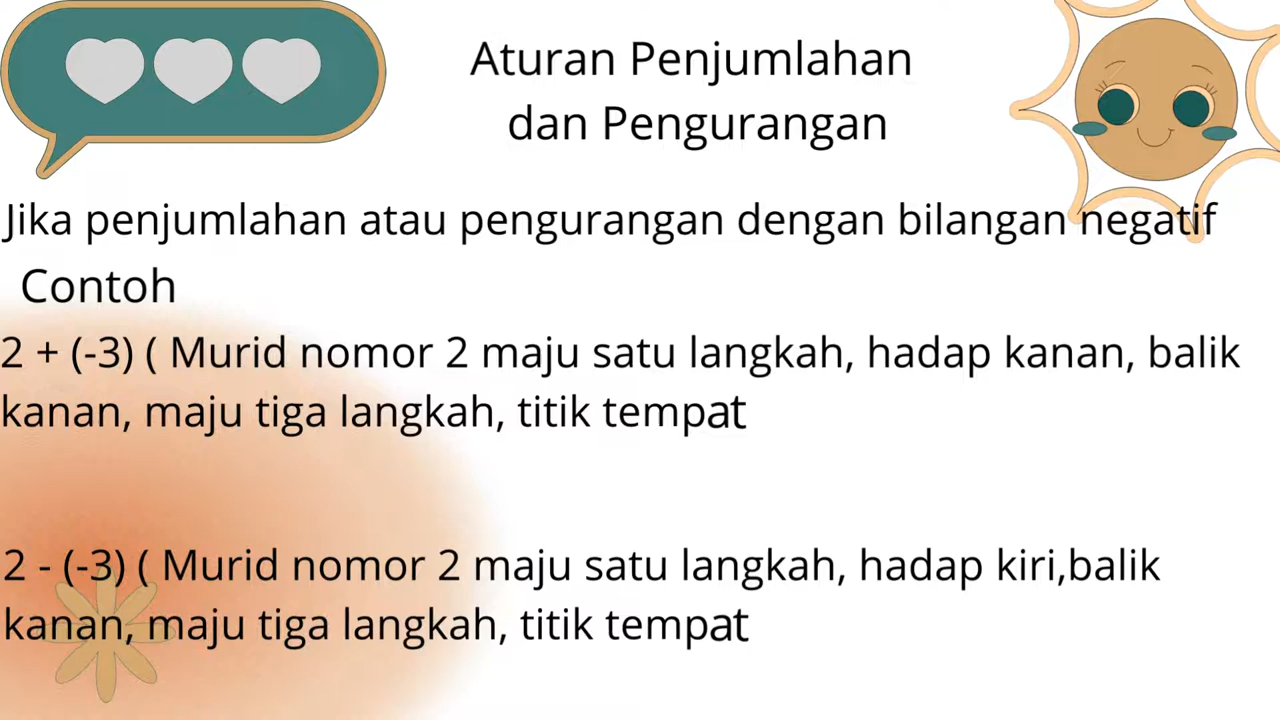 Aturan Penjumlahan
dan Pengurangan
Jika penjumlahan atau pengurangan dengan bilangan negatif
Contoh
2 + (-3) ( Murid nomor 2 maju satu langkah, hadap kanan, balik
kanan, maju tiga langkah, titik tempat
2 - (-3) ( Murid nomor 2 maju satu langkah, hadap kiri,balik
kanan, maju tiga langkah, titik tempat